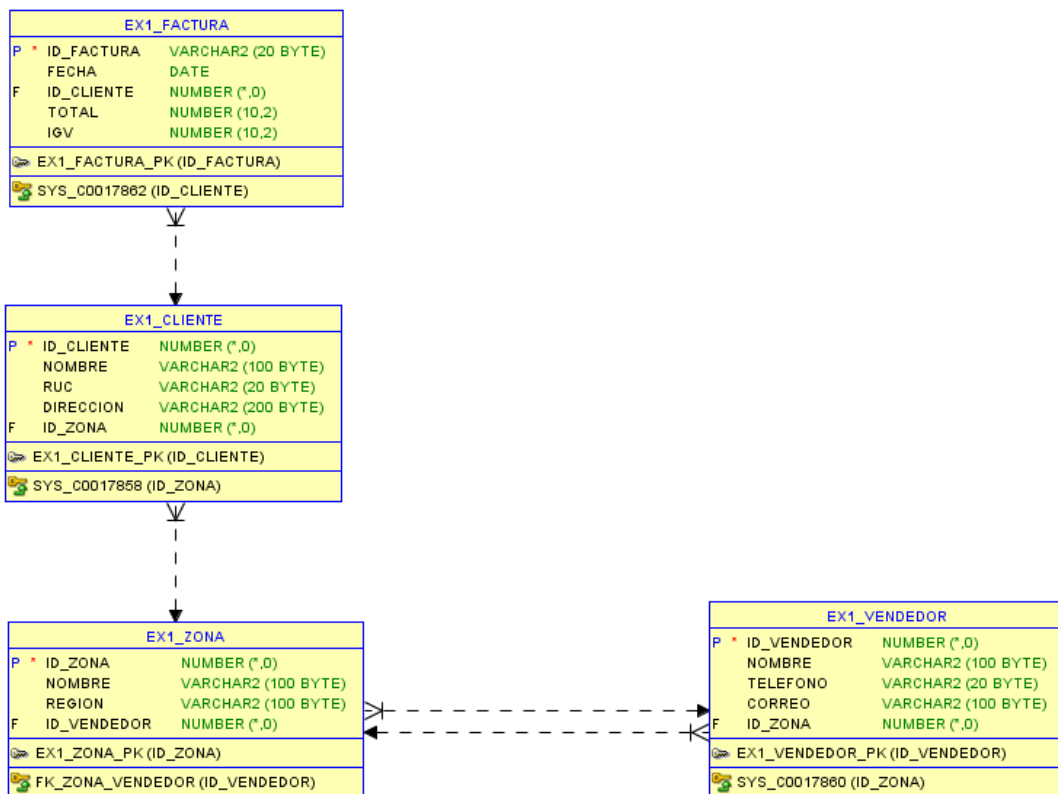 EX1_FACTURA
P * ID_FACTURA VARCHAR2 (20 BYTE)
FECHA DATE
F ID_CLIENTE NUMBER (*,0)
TOTAL NUMBER (10,2)
IGV NUMBER (10,2)
EX1_FACTURA_PK (ID_FACTURA)
SYS_C0017862 (ID_CLIENTE)
EX1_CLIENTE
P * ID_CLIENTE NUMBER (*,0)
NOMBRE VARCHAR2 (100 BYTE)
RUC VARCHAR2 (20 BYTE)
DIRECCION VARCHAR2 (200 BYTE)
F ID_ZONA NUMBER (*,0)
EX1_CLIENTE_PK (ID_CLIENTE)
SYS_C0017858 (ID_ZONA)
EX1_ZONA
P * ID_ZONA NUMBER (*,0)
NOMBRE VARCHAR2 (100 BYTE)
REGION VARCHAR2 (100 BYTE)
F ID_VENDEDOR NUMBER (*,0)
EX1_ZONA_PK (ID_ZONA)
FK_ZONA_VENDEDOR (ID_VENDEDOR)
EX1_VENDEDOR
P * ID_VENDEDOR NUMBER (*,0)
NOMBRE VARCHAR2 (100 BYTE)
TELEFONO VARCHAR2 (20 BYTE)
CORREO VARCHAR2 (100 BYTE)
F ID_ZONA NUMBER (*,0)
EX1_VENDEDOR_PK (ID_VENDEDOR)
SYS_C0017860 (ID_ZONA)